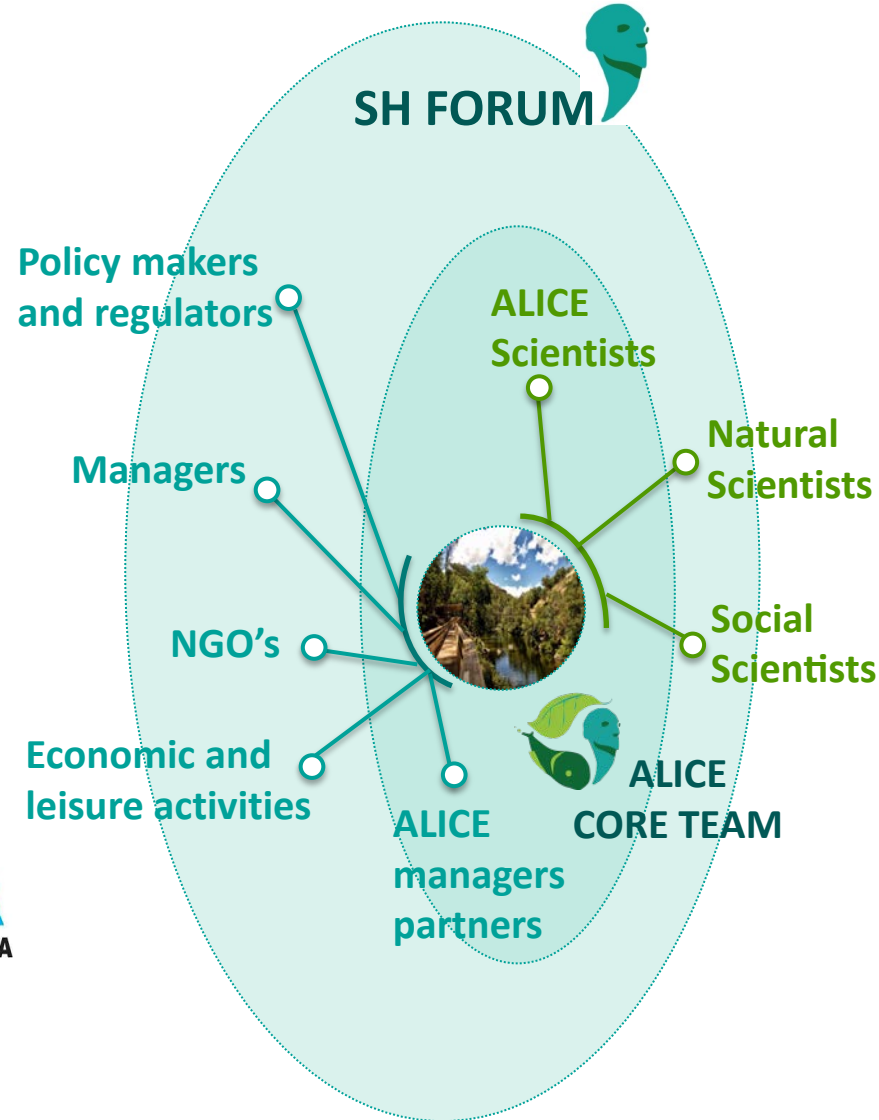 SH FORUM
Policy makers
and regulators
ALICE
Scientists
Natural
Scientists
Managers
NGO's
Social
Scientists
Economic and
leisure activities
ALICE
CORE TEAM
ALICE
managers
partners
A